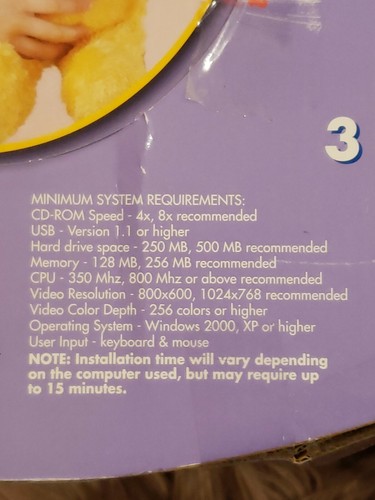 3
MINIMUM SYSTEM REQUIREMENTS:
CD-ROM Speed - 4x, 8x recommended
USB - Version 1.1 or higher
Hard drive space - 250 MB, 500 MB recommended
Memory - 128 MB, 256 MB recommended
CPU - 350 Mhz, 800 Mhz or above recommended
Video Resolution - 800x600, 1024x768 recommended
Video Color Depth - 256 colors or higher
Operating System - Windows 2000, XP or higher
User Input - keyboard & mouse
NOTE: Installation time will vary depending
on the computer used, but may require up
to 15 minutes.